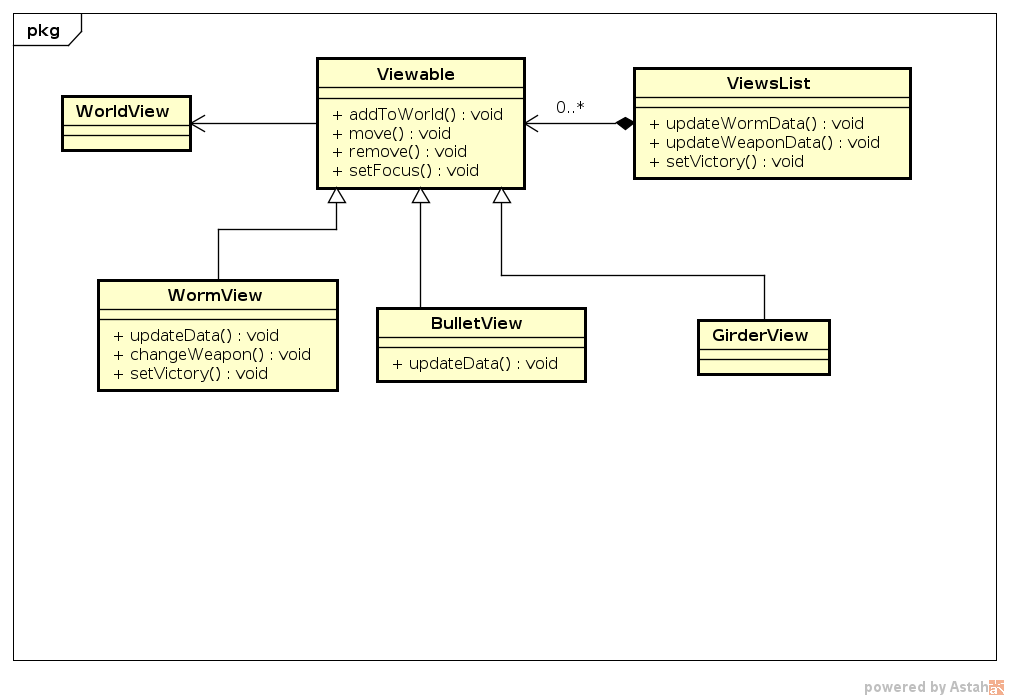 pkg
WorldView
Viewable
+ addToWorld() : void
+ move() : void
+ remove() : void
+ setFocus() : void
0..*
ViewsList
+ updateWormData() : void
+ updateWeaponData() : void
+ setVictory() : void
WormView
+ updateData() : void
+ changeWeapon() : void
+ setVictory() : void
BulletView
+ updateData() : void
GirderView
powered by Astah